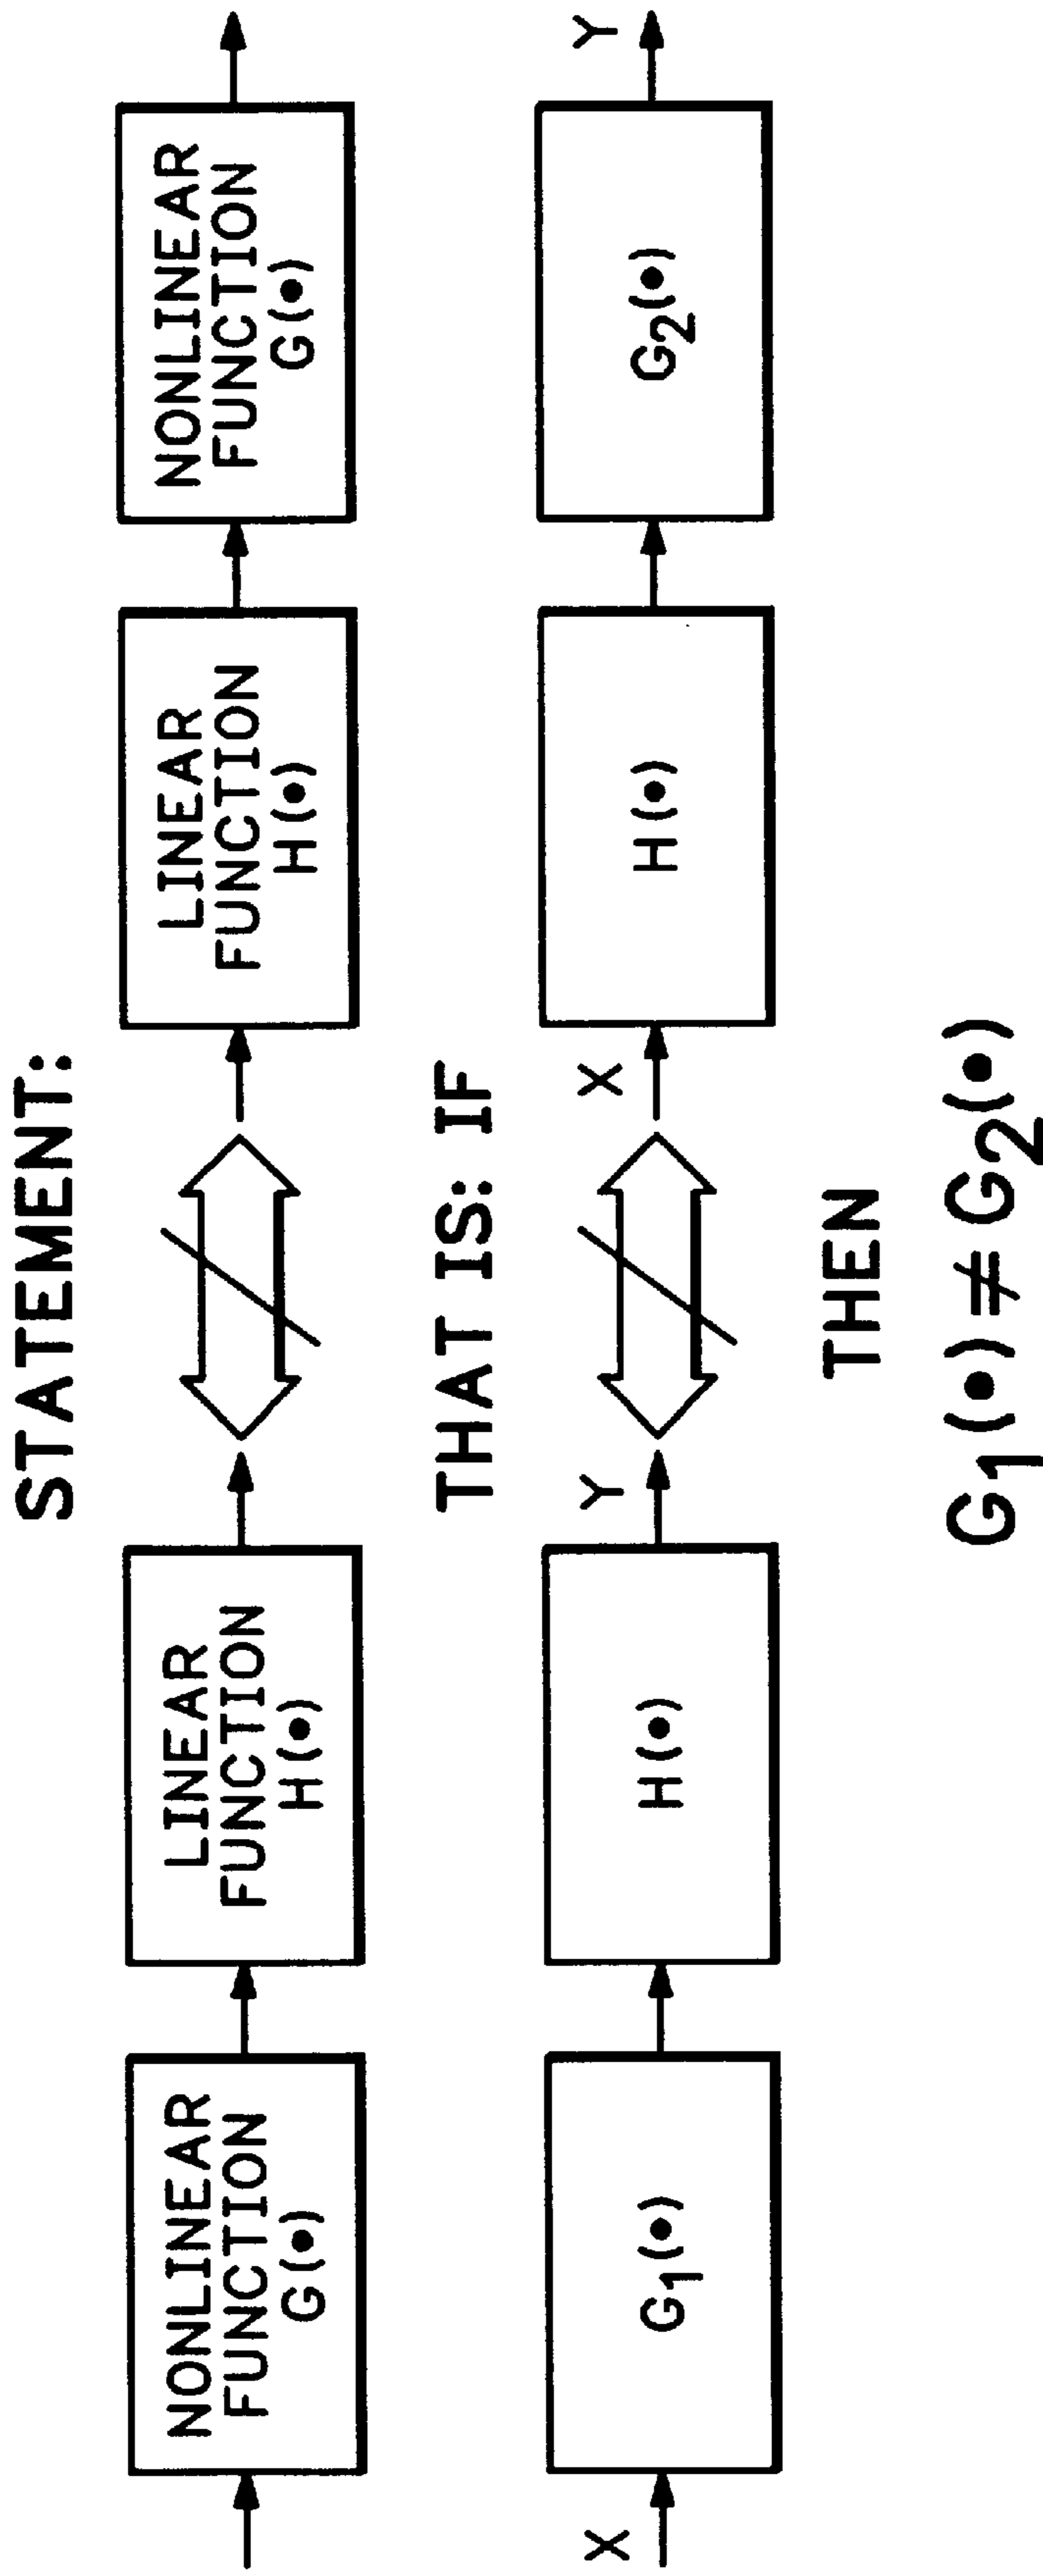 STATEMENT:
NONLINEAR
FUNCTION
G(•)
LINEAR
FUNCTION
H(•)
LINEAR
FUNCTION
H(•)
NONLINEAR
FUNCTION
G(•)
THAT IS: IF
X
G₁(•)
H(•)
Y
X
H(•)
G₂(•)
Y
THEN
G₁(•) ≠ G₂(•)